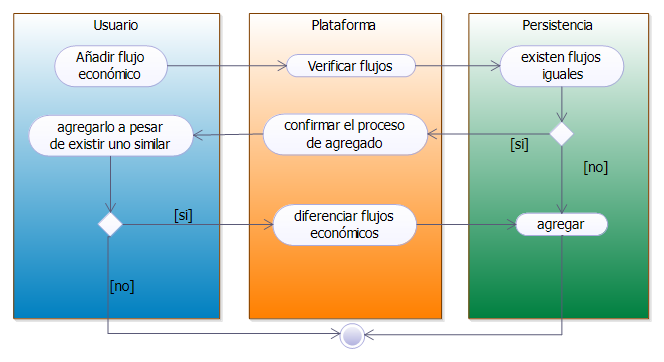 Usuario
Plataforma
Persistencia
Añadir flujo
económico
Verificar flujos
existen flujos
iguales
agregarlo a pesar
de existir uno similar
confirmar el proceso
de agregado
[si]
[no]
[si]
diferenciar flujos
económicos
agregar
[no]